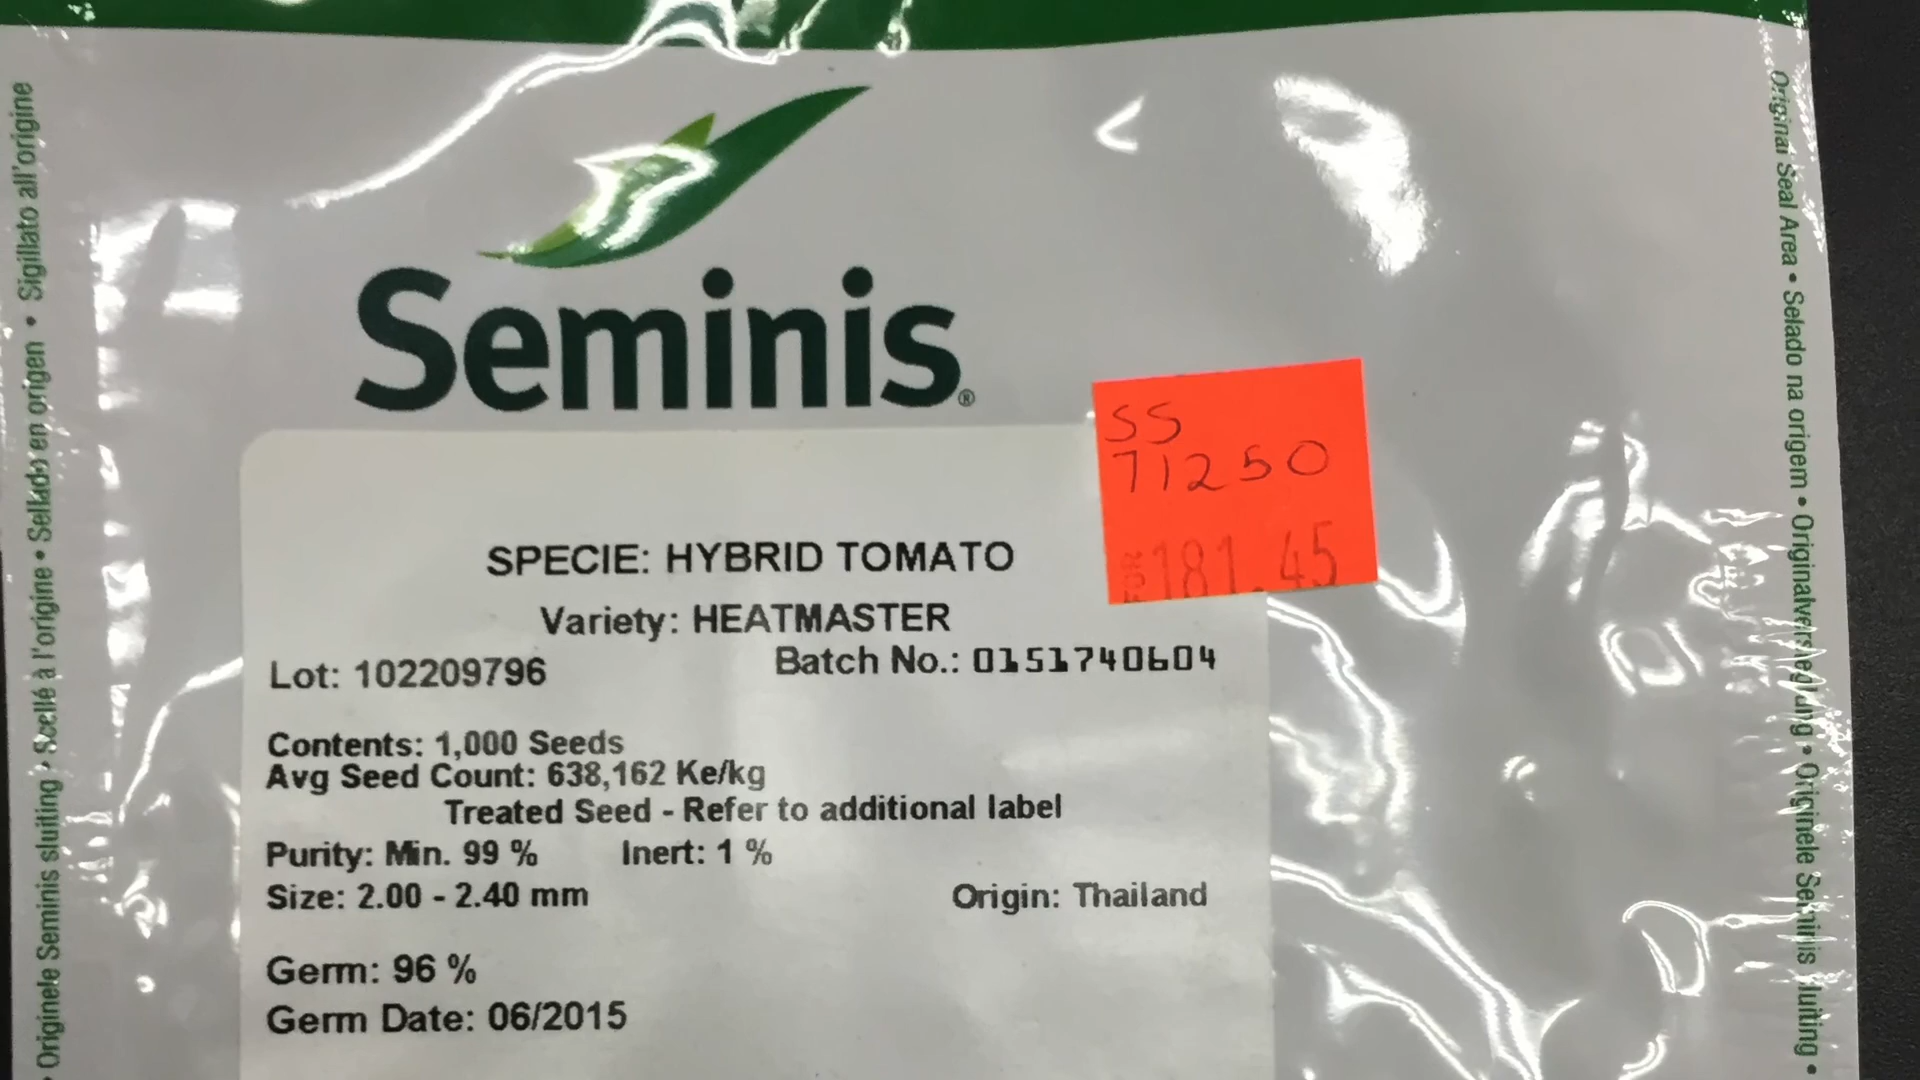 Seminis®
SS
71250
181.45
SPECIE: HYBRID TOMATO
Variety: HEATMASTER
Lot: 102209796
Batch No.: 0151740604
Contents: 1,000 Seeds
Avg Seed Count: 638,162 Ke/kg
Treated Seed - Refer to additional label
Purity: Min. 99 % Inert: 1 %
Size: 2.00 - 2.40 mm
Origin: Thailand
Germ: 96 %
Germ Date: 06/2015
• Originele Seminis sluiting • Scellé à l'origine • Sellado en origen • Sigillato all'origine
Original Seal Area • Selado na origem • Originalversieglung • Originele Seminis sluiting •